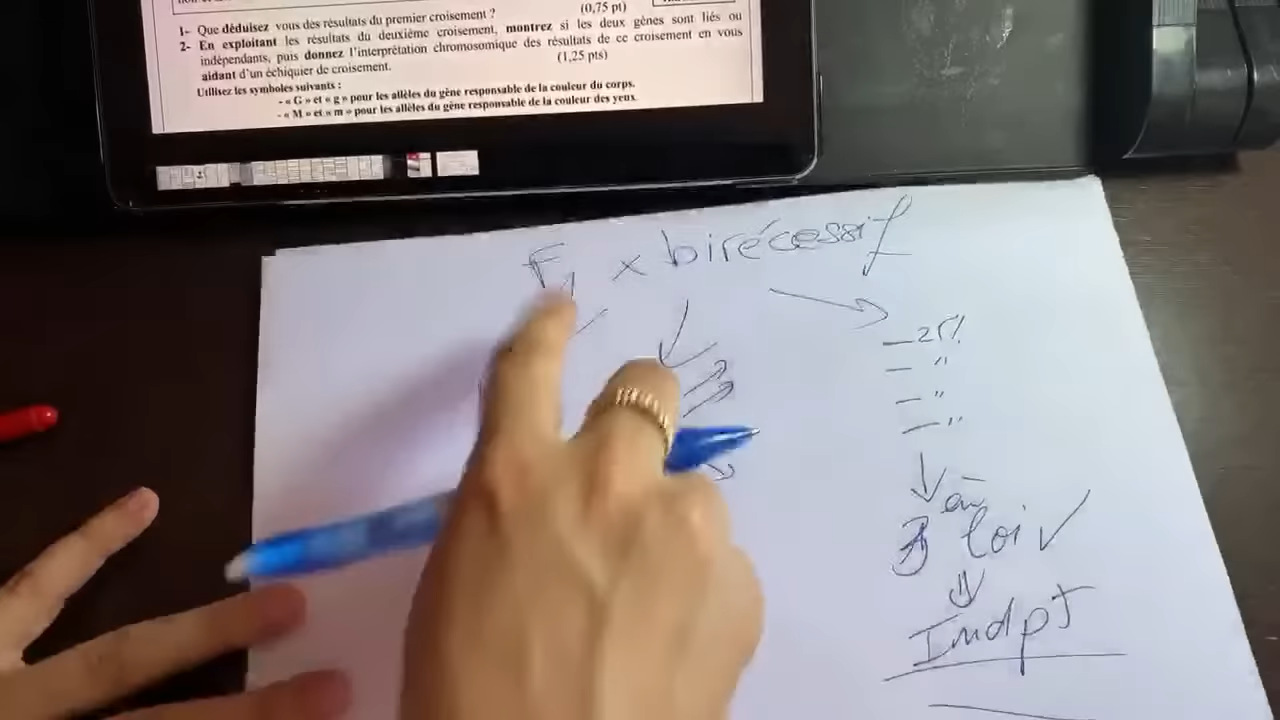 (0,75 pt)
1- Que déduisez vous des résultats du premier croisement ?
2- En exploitant les résultats du deuxième croisement, montrez si les deux gènes sont liés ou
indépendants, puis donnez l'interprétation chromosomique des résultats de ce croisement en vous
aidant d'un échiquier de croisement. (1,25 pts)
Utilisez les symboles suivants :
- « G » et « g » pour les allèles du gène responsable de la couleur du corps.
- « M » et « m » pour les allèles du gène responsable de la couleur des yeux.
F1 × birécessif
— 25%
— "
— "
— "
loi ✓
Indpt